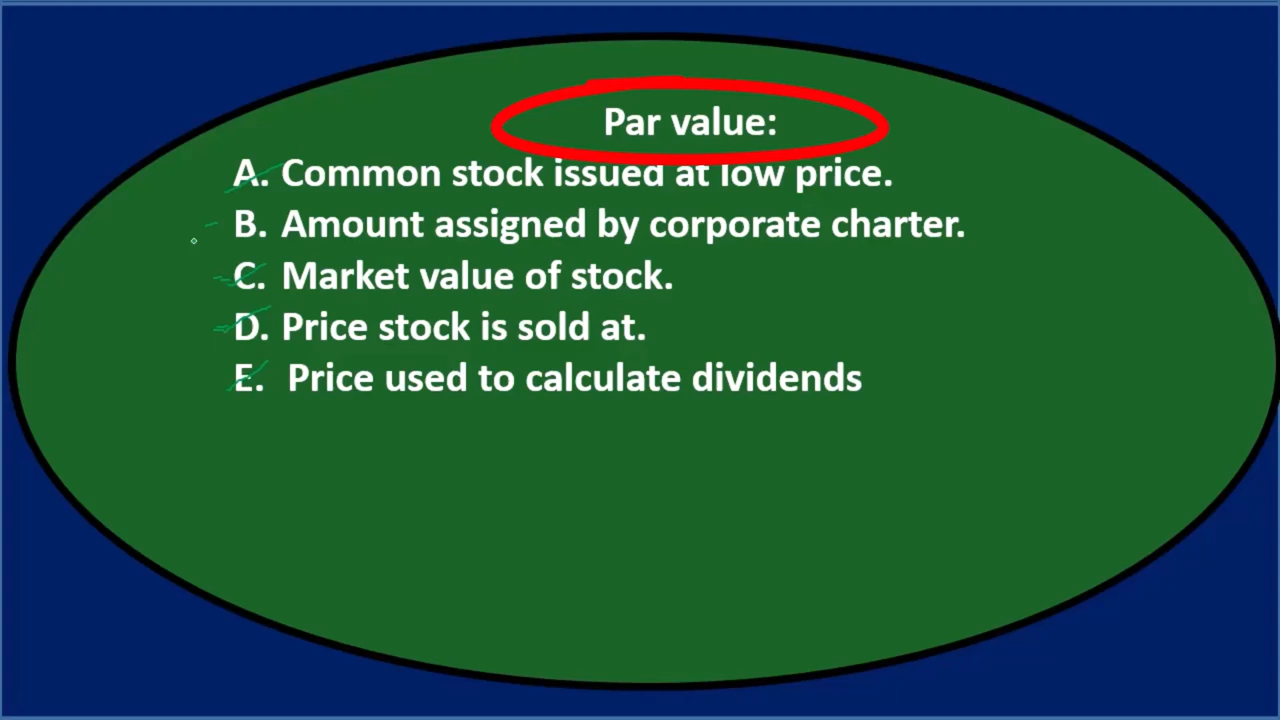 Par value:
A. Common stock issued at low price.
B. Amount assigned by corporate charter.
C. Market value of stock.
D. Price stock is sold at.
E. Price used to calculate dividends